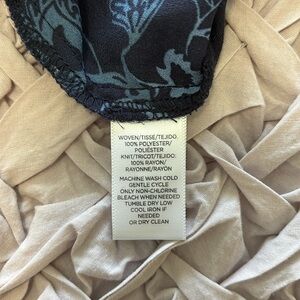 WOVEN/TISSE/TEJIDO:
100% POLYESTER/
POLIÉSTER
KNIT/TRICOT/TEJIDO:
100% RAYON/
RAYONNE/RAYON
MACHINE WASH COLD
GENTLE CYCLE
ONLY NON-CHLORINE
BLEACH WHEN NEEDED
TUMBLE DRY LOW
COOL IRON IF
NEEDED
OR DRY CLEAN